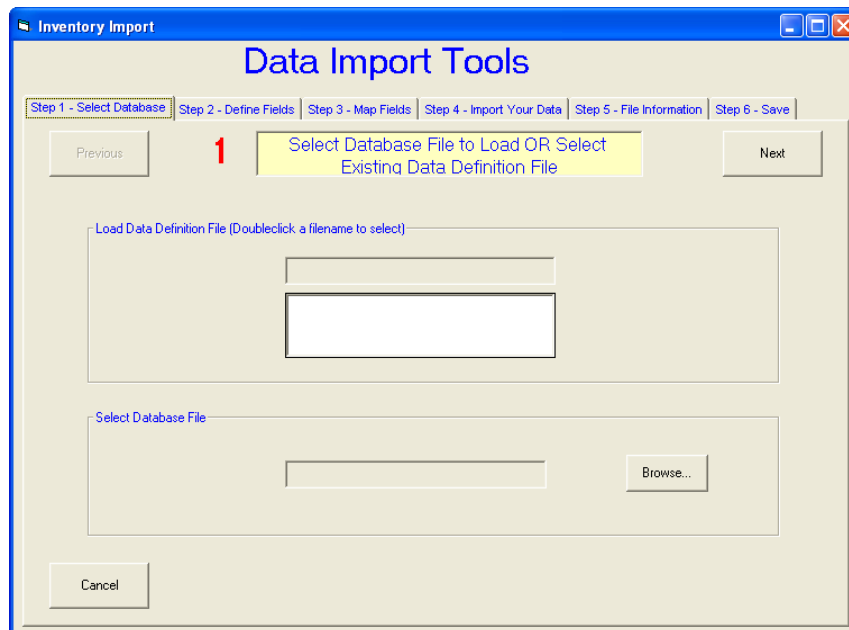 Inventory Import
Data Import Tools
Step 1 - Select Database Step 2 - Define Fields Step 3 - Map Fields Step 4 - Import Your Data Step 5 - File Information Step 6 - Save
Previous
1
Select Database File to Load OR Select
Existing Data Definition File
Next
Load Data Definition File (Doubleclick a filename to select)
Select Database File
Browse...
Cancel